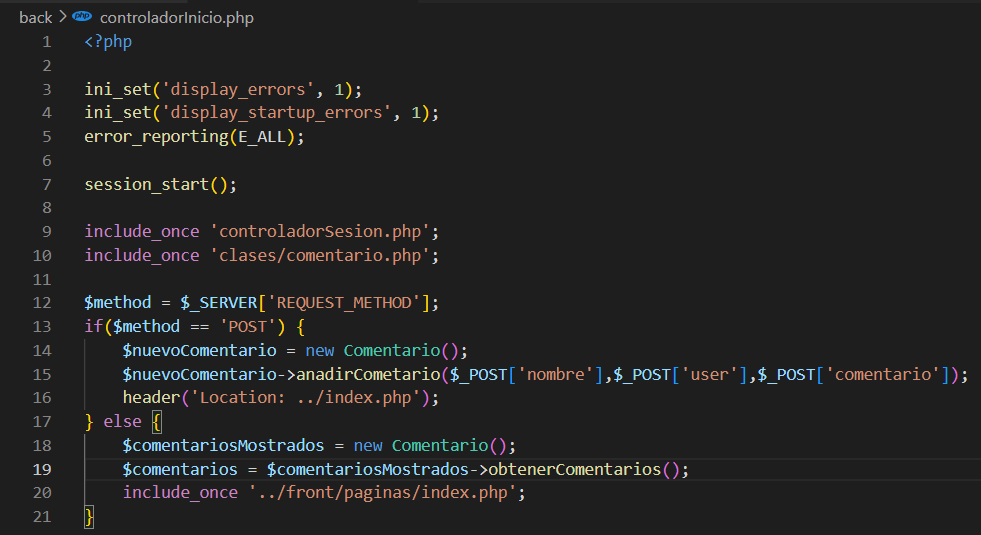 back > php controladorInicio.php
1 <?php
2
3 ini_set('display_errors', 1);
4 ini_set('display_startup_errors', 1);
5 error_reporting(E_ALL);
6
7 session_start();
8
9 include_once 'controladorSesion.php';
10 include_once 'clases/comentario.php';
11
12 $method = $_SERVER['REQUEST_METHOD'];
13 if($method == 'POST') {
14     $nuevoComentario = new Comentario();
15     $nuevoComentario->anadirCometario($_POST['nombre'],$_POST['user'],$_POST['comentario']);
16     header('Location: ../index.php');
17 } else {
18     $comentariosMostrados = new Comentario();
19     $comentarios = $comentariosMostrados->obtenerComentarios();
20     include_once '../front/paginas/index.php';
21 }